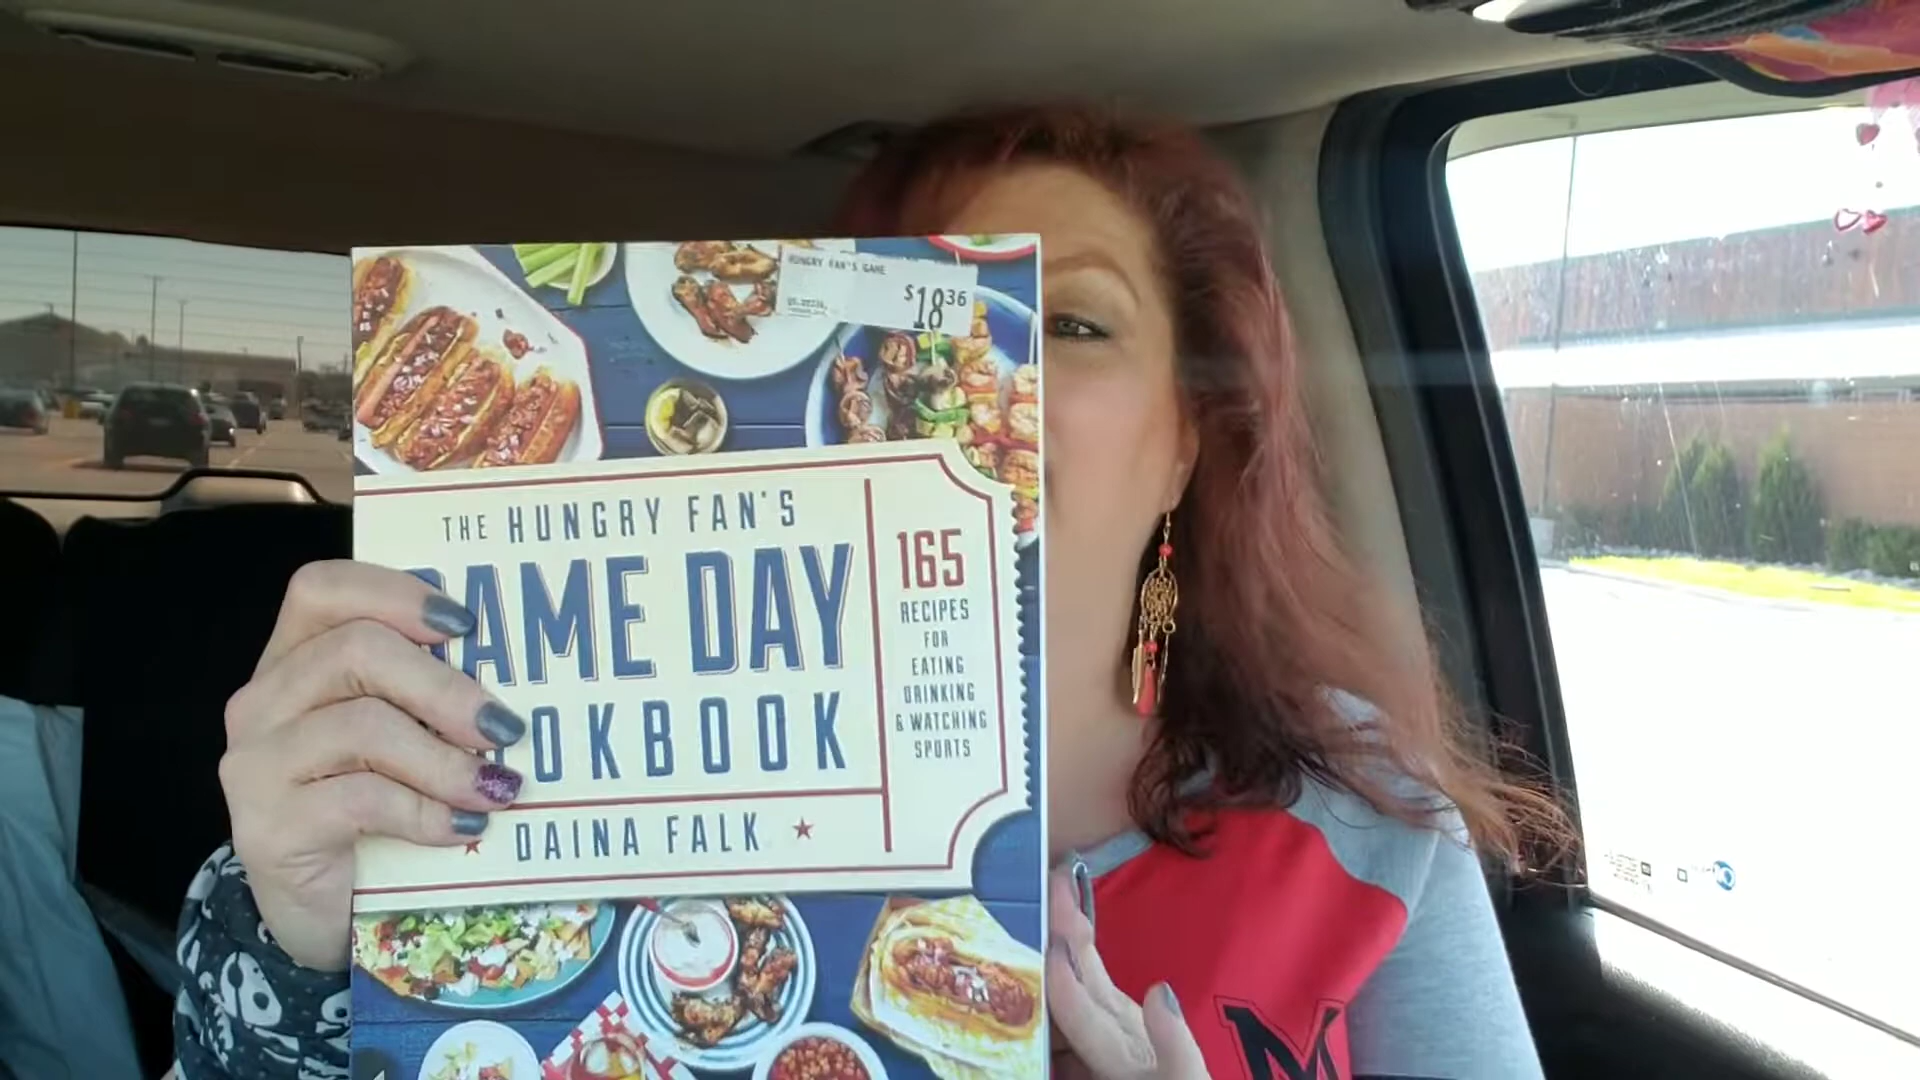 HUNGRY FAN'S GAME
$18 36
THE HUNGRY FAN'S
AME DAY
OKBOOK
DAINA FALK
165
RECIPES
FOR
EATING
DRINKING
& WATCHING
SPORTS
M